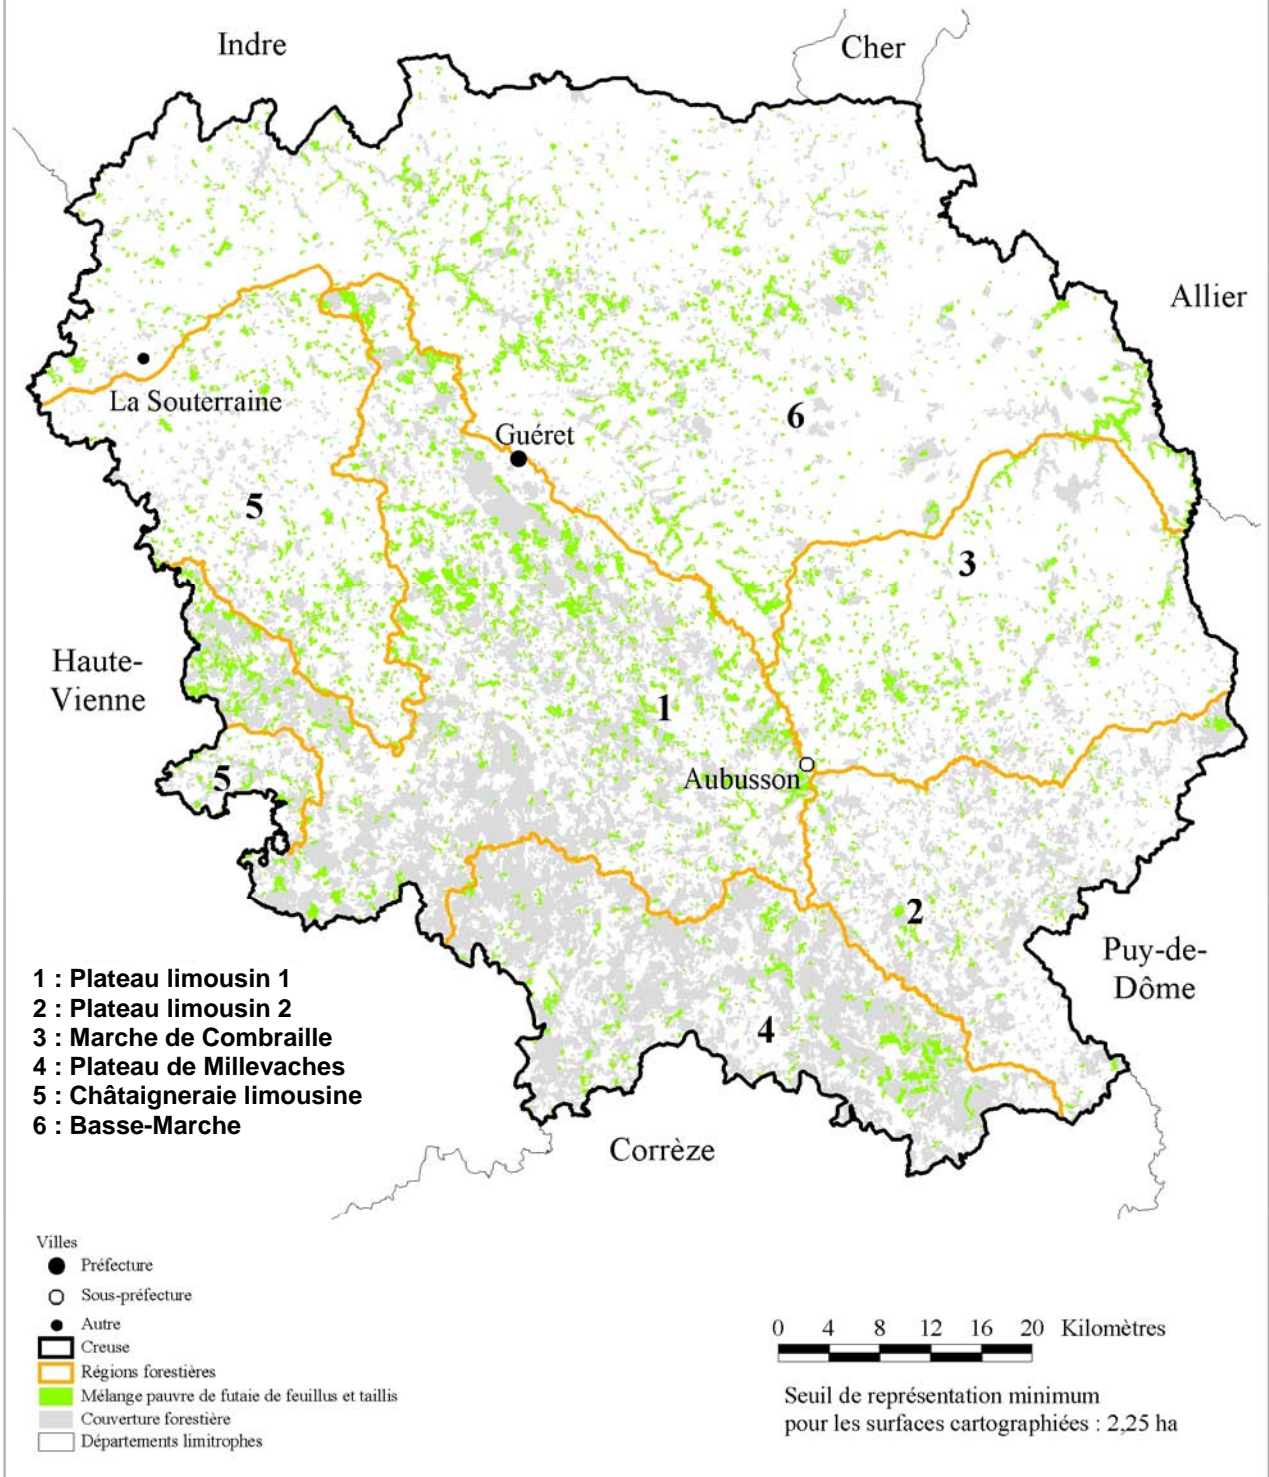 Indre
Cher
Allier
La Souterraine
6
Guéret
5
3
Haute-
Vienne
1
5
Aubusson
2
Puy-de-
Dôme
4
1 : Plateau limousin 1
2 : Plateau limousin 2
3 : Marche de Combraille
4 : Plateau de Millevaches
5 : Châtaigneraie limousine
6 : Basse-Marche
Corrèze
Villes
Préfecture
Sous-préfecture
Autre
Creuse
Régions forestières
Mélange pauvre de futaie de feuillus et taillis
Couverture forestière
Départements limitrophes
0 4 8 12 16 20 Kilomètres
Seuil de représentation minimum
pour les surfaces cartographiées : 2,25 ha